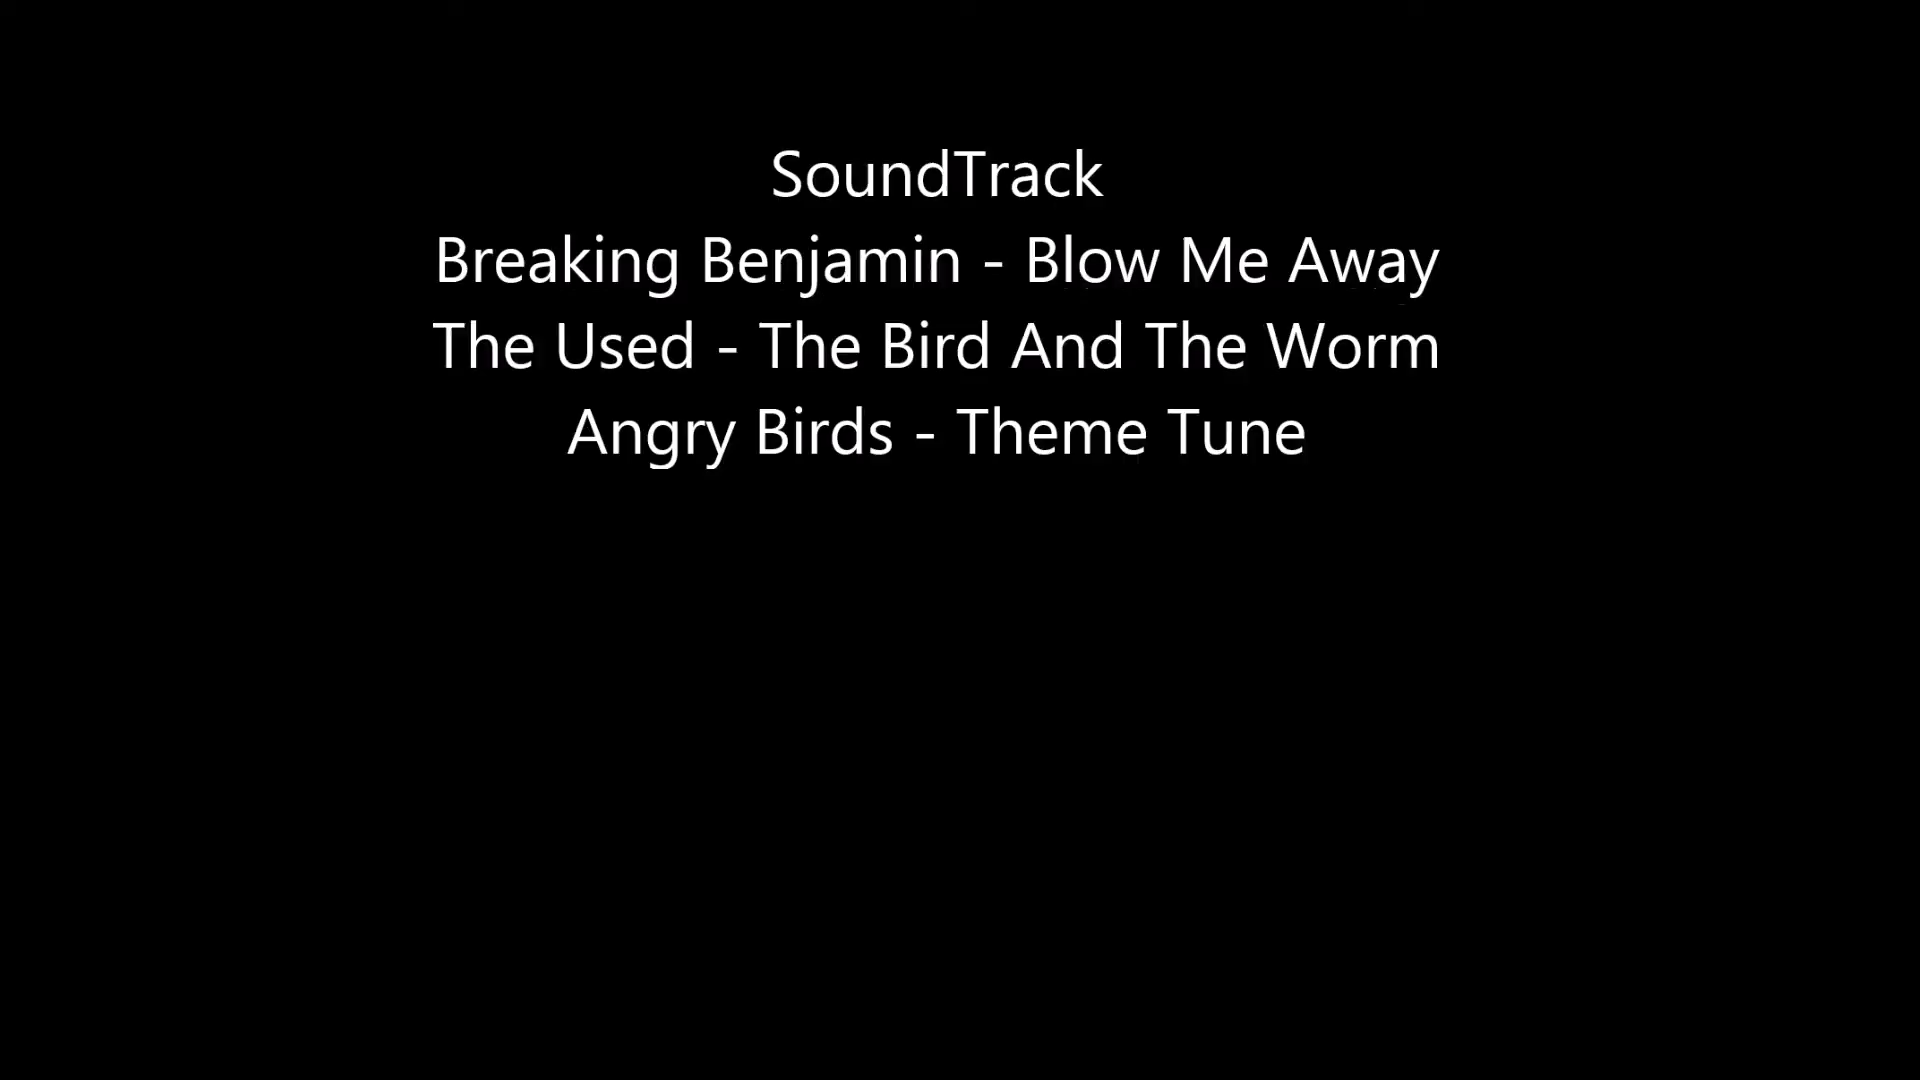 SoundTrack
Breaking Benjamin - Blow Me Away
The Used - The Bird And The Worm
Angry Birds - Theme Tune